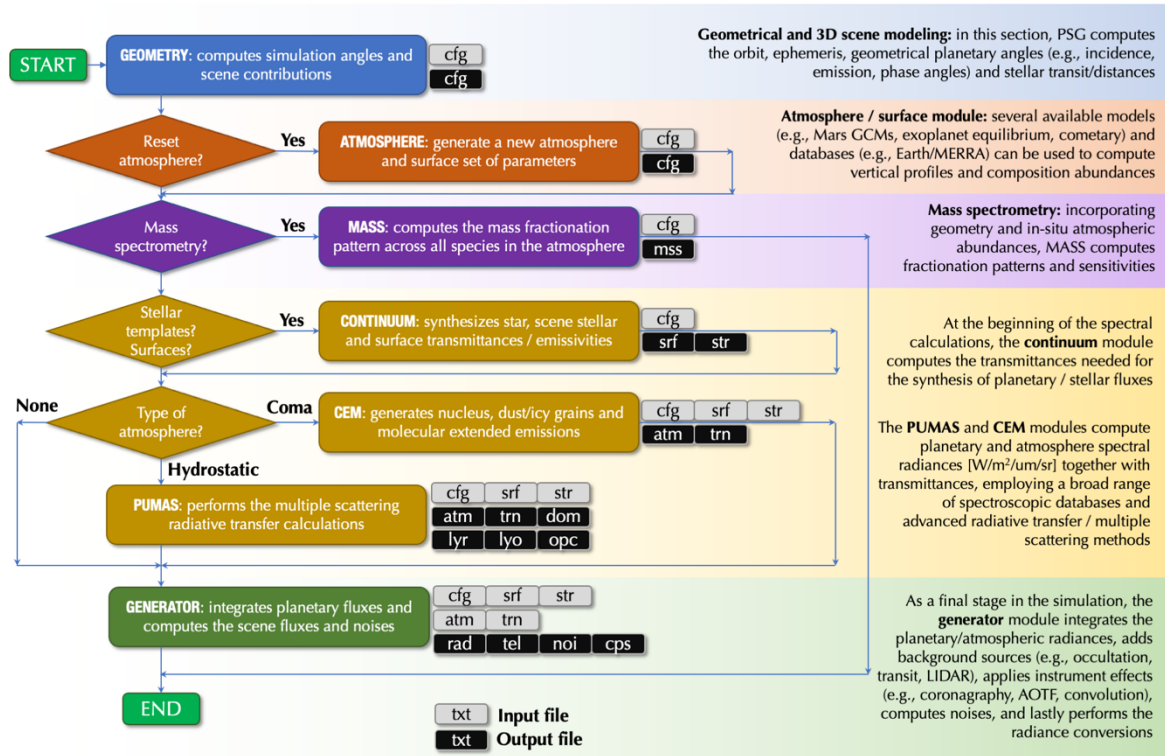 START
GEOMETRY: computes simulation angles and
scene contributions
cfg
cfg
Geometrical and 3D scene modeling: in this section, PSG computes
the orbit, ephemeris, geometrical planetary angles (e.g., incidence,
emission, phase angles) and stellar transit/distances
Reset
atmosphere?
Yes
ATMOSPHERE: generate a new atmosphere
and surface set of parameters
cfg
cfg
Atmosphere / surface module: several available models
(e.g., Mars GCMs, exoplanet equilibrium, cometary) and
databases (e.g., Earth/MERRA) can be used to compute
vertical profiles and composition abundances
Mass
spectrometry?
Yes
MASS: computes the mass fractionation
pattern across all species in the atmosphere
cfg
mss
Mass spectrometry: incorporating
geometry and in-situ atmospheric
abundances, MASS computes
fractionation patterns and sensitivities
Stellar
templates?
Surfaces?
Yes
CONTINUUM: synthesizes star, scene stellar
and surface transmittances / emissivities
cfg
srf str
At the beginning of the spectral
calculations, the continuum module
computes the transmittances needed for
the synthesis of planetary / stellar fluxes
None
Type of
atmosphere?
Coma
CEM: generates nucleus, dust/icy grains and
molecular extended emissions
cfg srf str
atm trn
Hydrostatic
PUMAS: performs the multiple scattering
radiative transfer calculations
cfg srf str
atm trn dom
lyr lyo opc
The PUMAS and CEM modules compute
planetary and atmosphere spectral
radiances [W/m²/um/sr] together with
transmittances, employing a broad range
of spectroscopic databases and
advanced radiative transfer / multiple
scattering methods
GENERATOR: integrates planetary fluxes and
computes the scene fluxes and noises
cfg srf str
atm trn
rad tel noi cps
As a final stage in the simulation, the
generator module integrates the
planetary/atmospheric radiances, adds
background sources (e.g., occultation,
transit, LIDAR), applies instrument effects
(e.g., coronagraphy, AOTF, convolution),
computes noises, and lastly performs the
radiance conversions
END
txt Input file
txt Output file